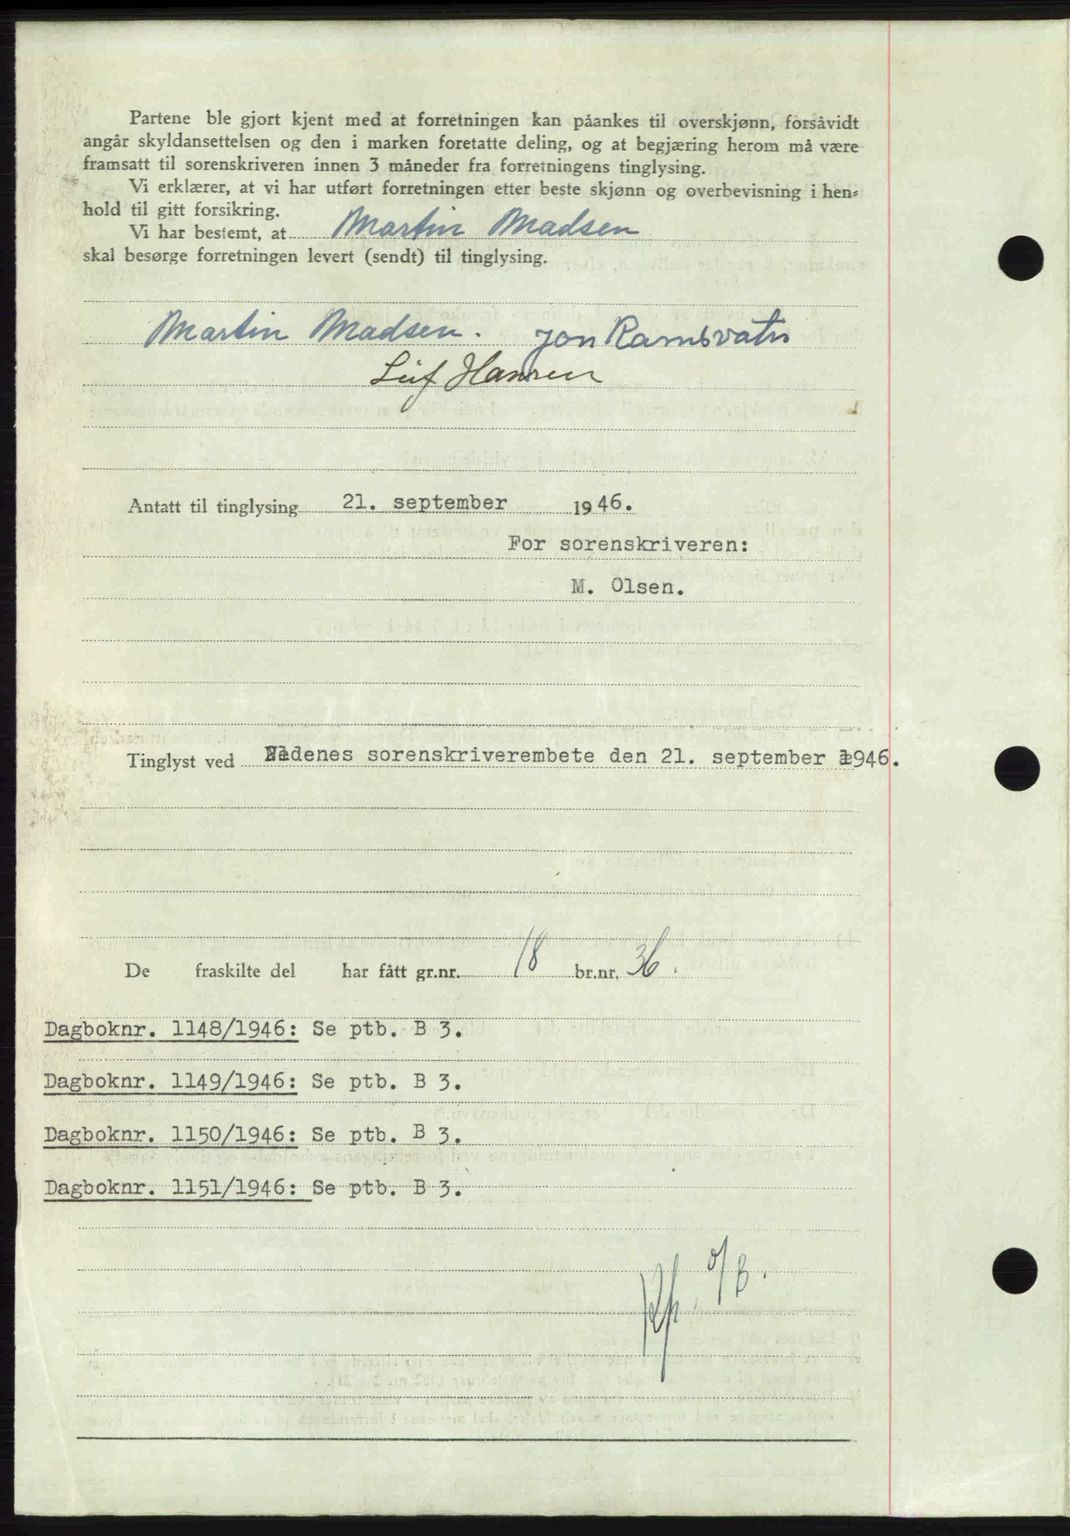 Partene ble gjort kjent med at forretningen kan påankes til overskjønn, forsåvidt
angår skyldansettelsen og den i marken foretatte deling, og at begjæring herom må være
framsatt til sorenskriveren innen 3 måneder fra forretningens tinglysing.
Vi erklærer, at vi har utført forretningen etter beste skjønn og overbevisning i hen-
hold til gitt forsikring.
Vi har bestemt, at Martin Madsen
skal besørge forretningen levert (sendt) til tinglysing.
Martin Madsen. Jon Ramsvatn
Leif Hansen
Antatt til tinglysing 21. september 1946.
For sorenskriveren:
M. Olsen.
Tinglyst ved Nedenes sorenskriverembete den 21. september 1946.
De fraskilte del har fått gr.nr. 18 br.nr. 36.
Dagboknr. 1148/1946: Se ptb. B 3.
Dagboknr. 1149/1946: Se ptb. B 3.
Dagboknr. 1150/1946: Se ptb. B 3.
Dagboknr. 1151/1946: Se ptb. B 3.